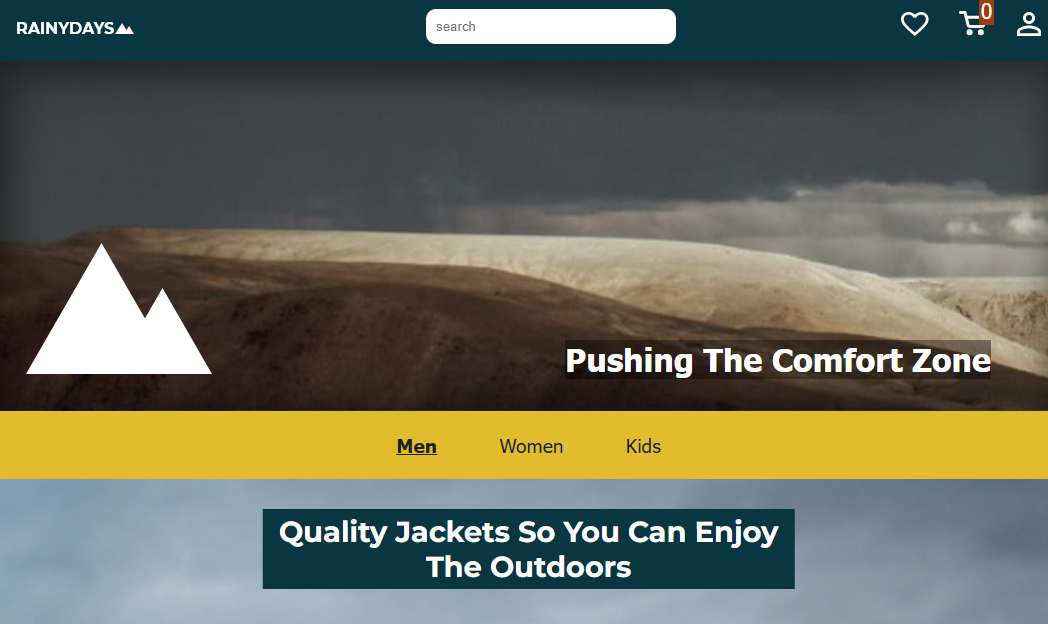 RAINYDAYS
search
0
Pushing The Comfort Zone
Men
Women
Kids
Quality Jackets So You Can Enjoy
The Outdoors